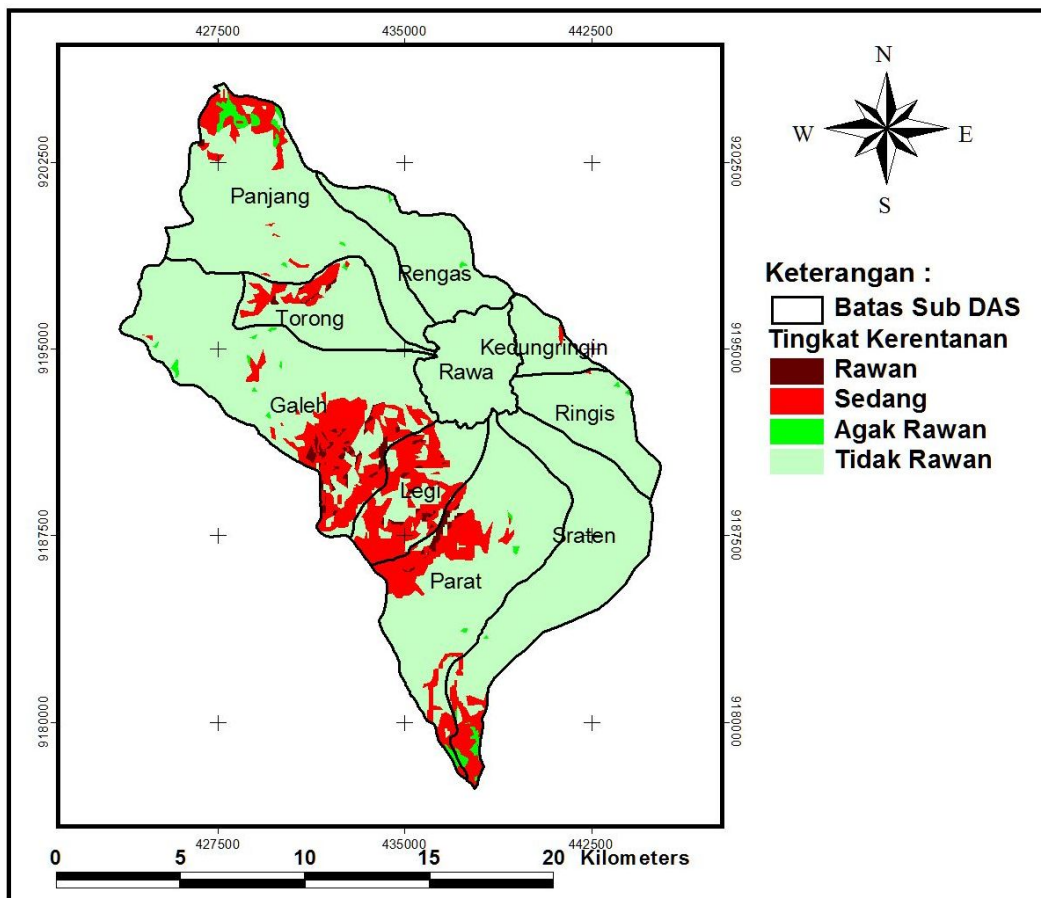 427500 435000 442500
N
W E
S
9202500 9202500
Panjang
Rengas
Keterangan :
Batas Sub DAS
Tingkat Kerentanan
Rawan
Sedang
Agak Rawan
Tidak Rawan
Torong
9195000 9195000
Kedungringin
Rawa
Galeh
Ringis
Legi
9187500 9187500
Sraten
Parat
9180000 9180000
427500 435000 442500
0 5 10 15 20 Kilometers